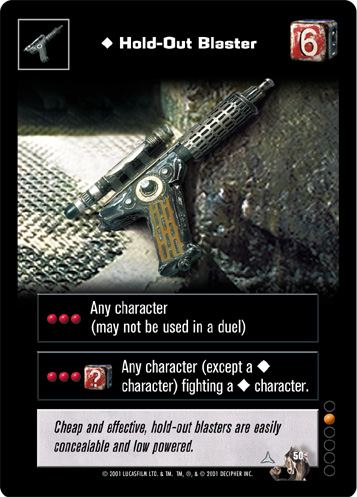 ◆ Hold-Out Blaster
6
Any character
(may not be used in a duel)
?
Any character (except a ◆
character) fighting a ◆ character.
Cheap and effective, hold-out blasters are easily
concealable and low powered.
50
© 2001 LUCASFILM LTD. & TM. TM, ®, & © 2001 DECIPHER INC.